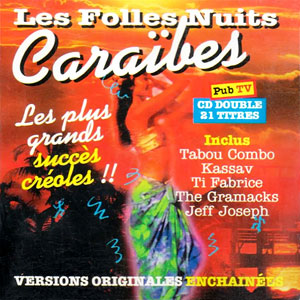 Les Folles Nuits
Caraïbes
Pub TV
CD DOUBLE
21 TITRES
Les plus
grands
succès
créoles !!
Inclus
Tabou Combo
Kassav
Ti Fabrice
The Gramacks
Jeff Joseph
VERSIONS ORIGINALES ENCHAINÉES